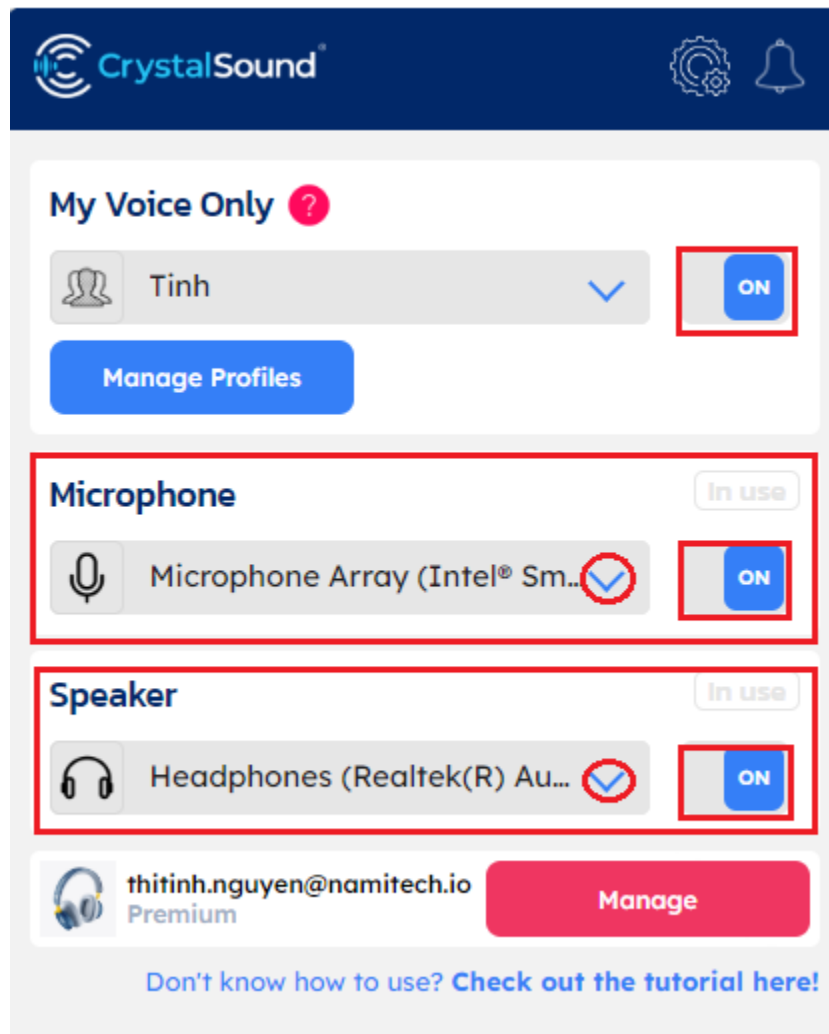 CrystalSound®
My Voice Only ?
Tinh
ON
Manage Profiles
Microphone
In use
Microphone Array (Intel® Sm...
ON
Speaker
In use
Headphones (Realtek(R) Au...
ON
thitinh.nguyen@namitech.io
Premium
Manage
Don't know how to use? Check out the tutorial here!